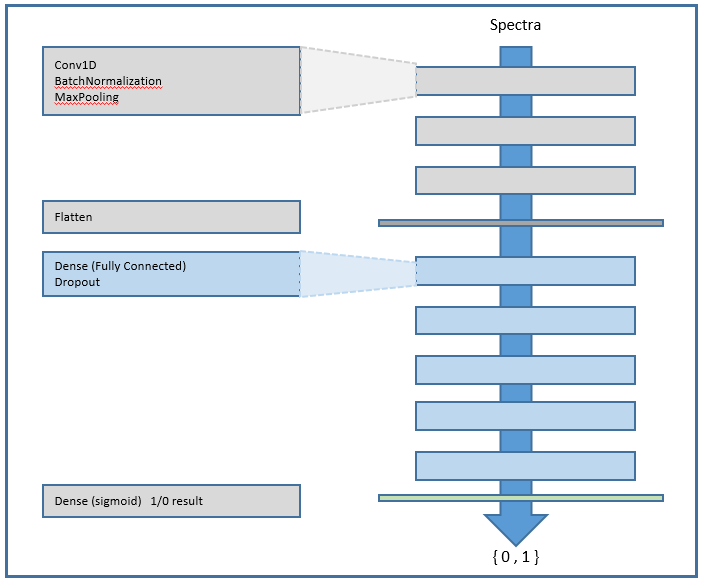 Spectra
Conv1D
BatchNormalization
MaxPooling
Flatten
Dense (Fully Connected)
Dropout
Dense (sigmoid) 1/0 result
{ 0 , 1 }